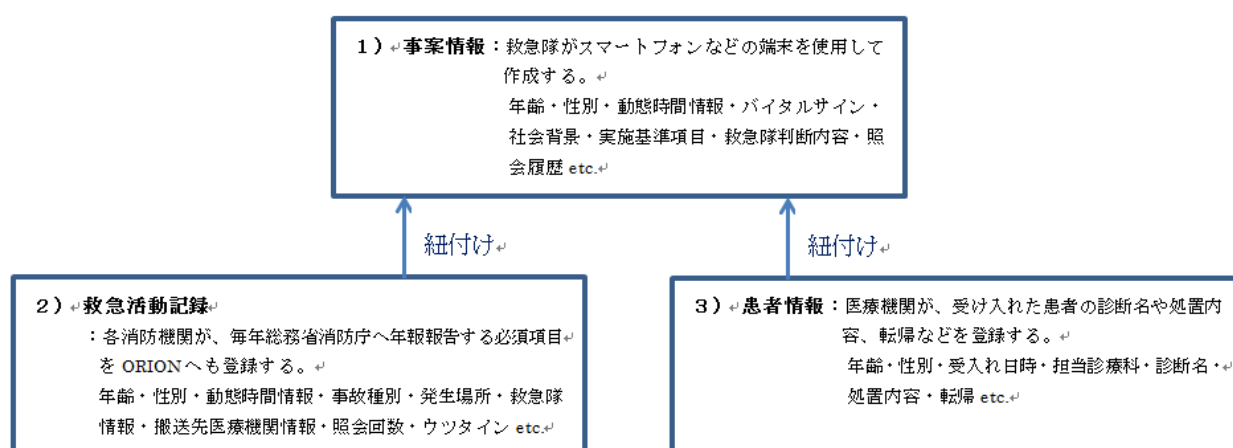 1）↵事案情報：救急隊がスマートフォンなどの端末を使用して
作成する。↵
年齢・性別・動態時間情報・バイタルサイン・
社会背景・実施基準項目・救急隊判断内容・照
会履歴 etc.↵
紐付け↵
紐付け↵
2）↵救急活動記録↵
：各消防機関が、毎年総務省消防庁へ年報報告する必須項目↵
を ORION へも登録する。↵
年齢・性別・動態時間情報・事故種別・発生場所・救急隊
情報・搬送先医療機関情報・照会回数・ウツタイン etc.↵
3）↵患者情報：医療機関が、受け入れた患者の診断名や処置内
容、転帰などを登録する。↵
年齢・性別・受入れ日時・担当診療科・診断名・↵
処置内容・転帰 etc.↵